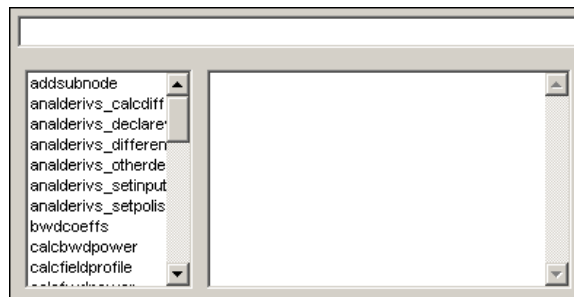 addsubnode
analderivs_calcdiff
analderivs_declare
analderivs_differen
analderivs_otherde
analderivs_setinput
analderivs_setpolis
bwdcoeffs
calcbwdpower
calcfieldprofile